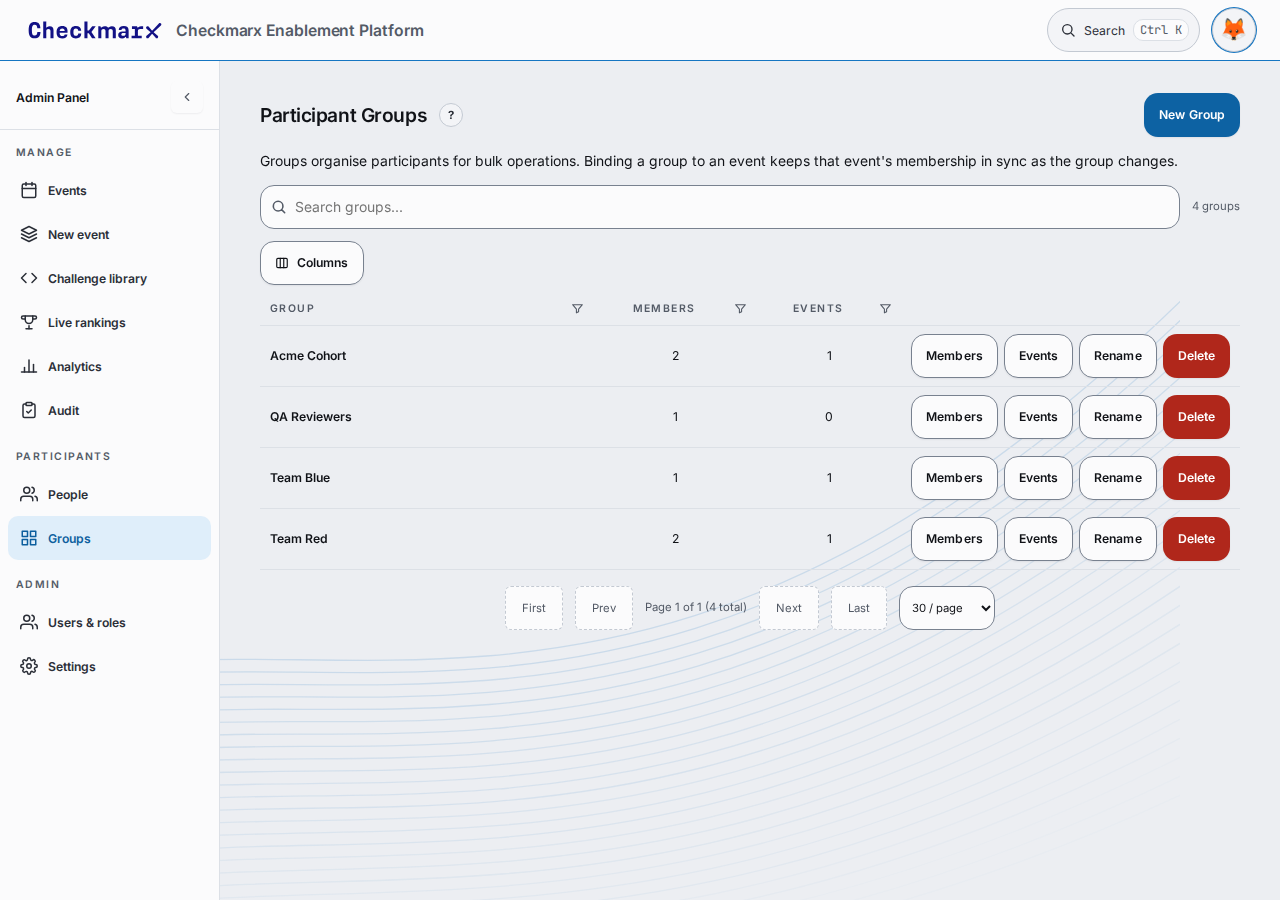 Checkmarx Checkmarx Enablement Platform Search Ctrl K
Admin Panel
MANAGE
Events
New event
Challenge library
Live rankings
Analytics
Audit
PARTICIPANTS
People
Groups
ADMIN
Users & roles
Settings
Participant Groups ? New Group
Groups organise participants for bulk operations. Binding a group to an event keeps that event's membership in sync as the group changes.
Search groups... 4 groups
Columns
GROUP MEMBERS EVENTS
Acme Cohort 2 1 Members Events Rename Delete
QA Reviewers 1 0 Members Events Rename Delete
Team Blue 1 1 Members Events Rename Delete
Team Red 2 1 Members Events Rename Delete
First Prev Page 1 of 1 (4 total) Next Last 30 / page